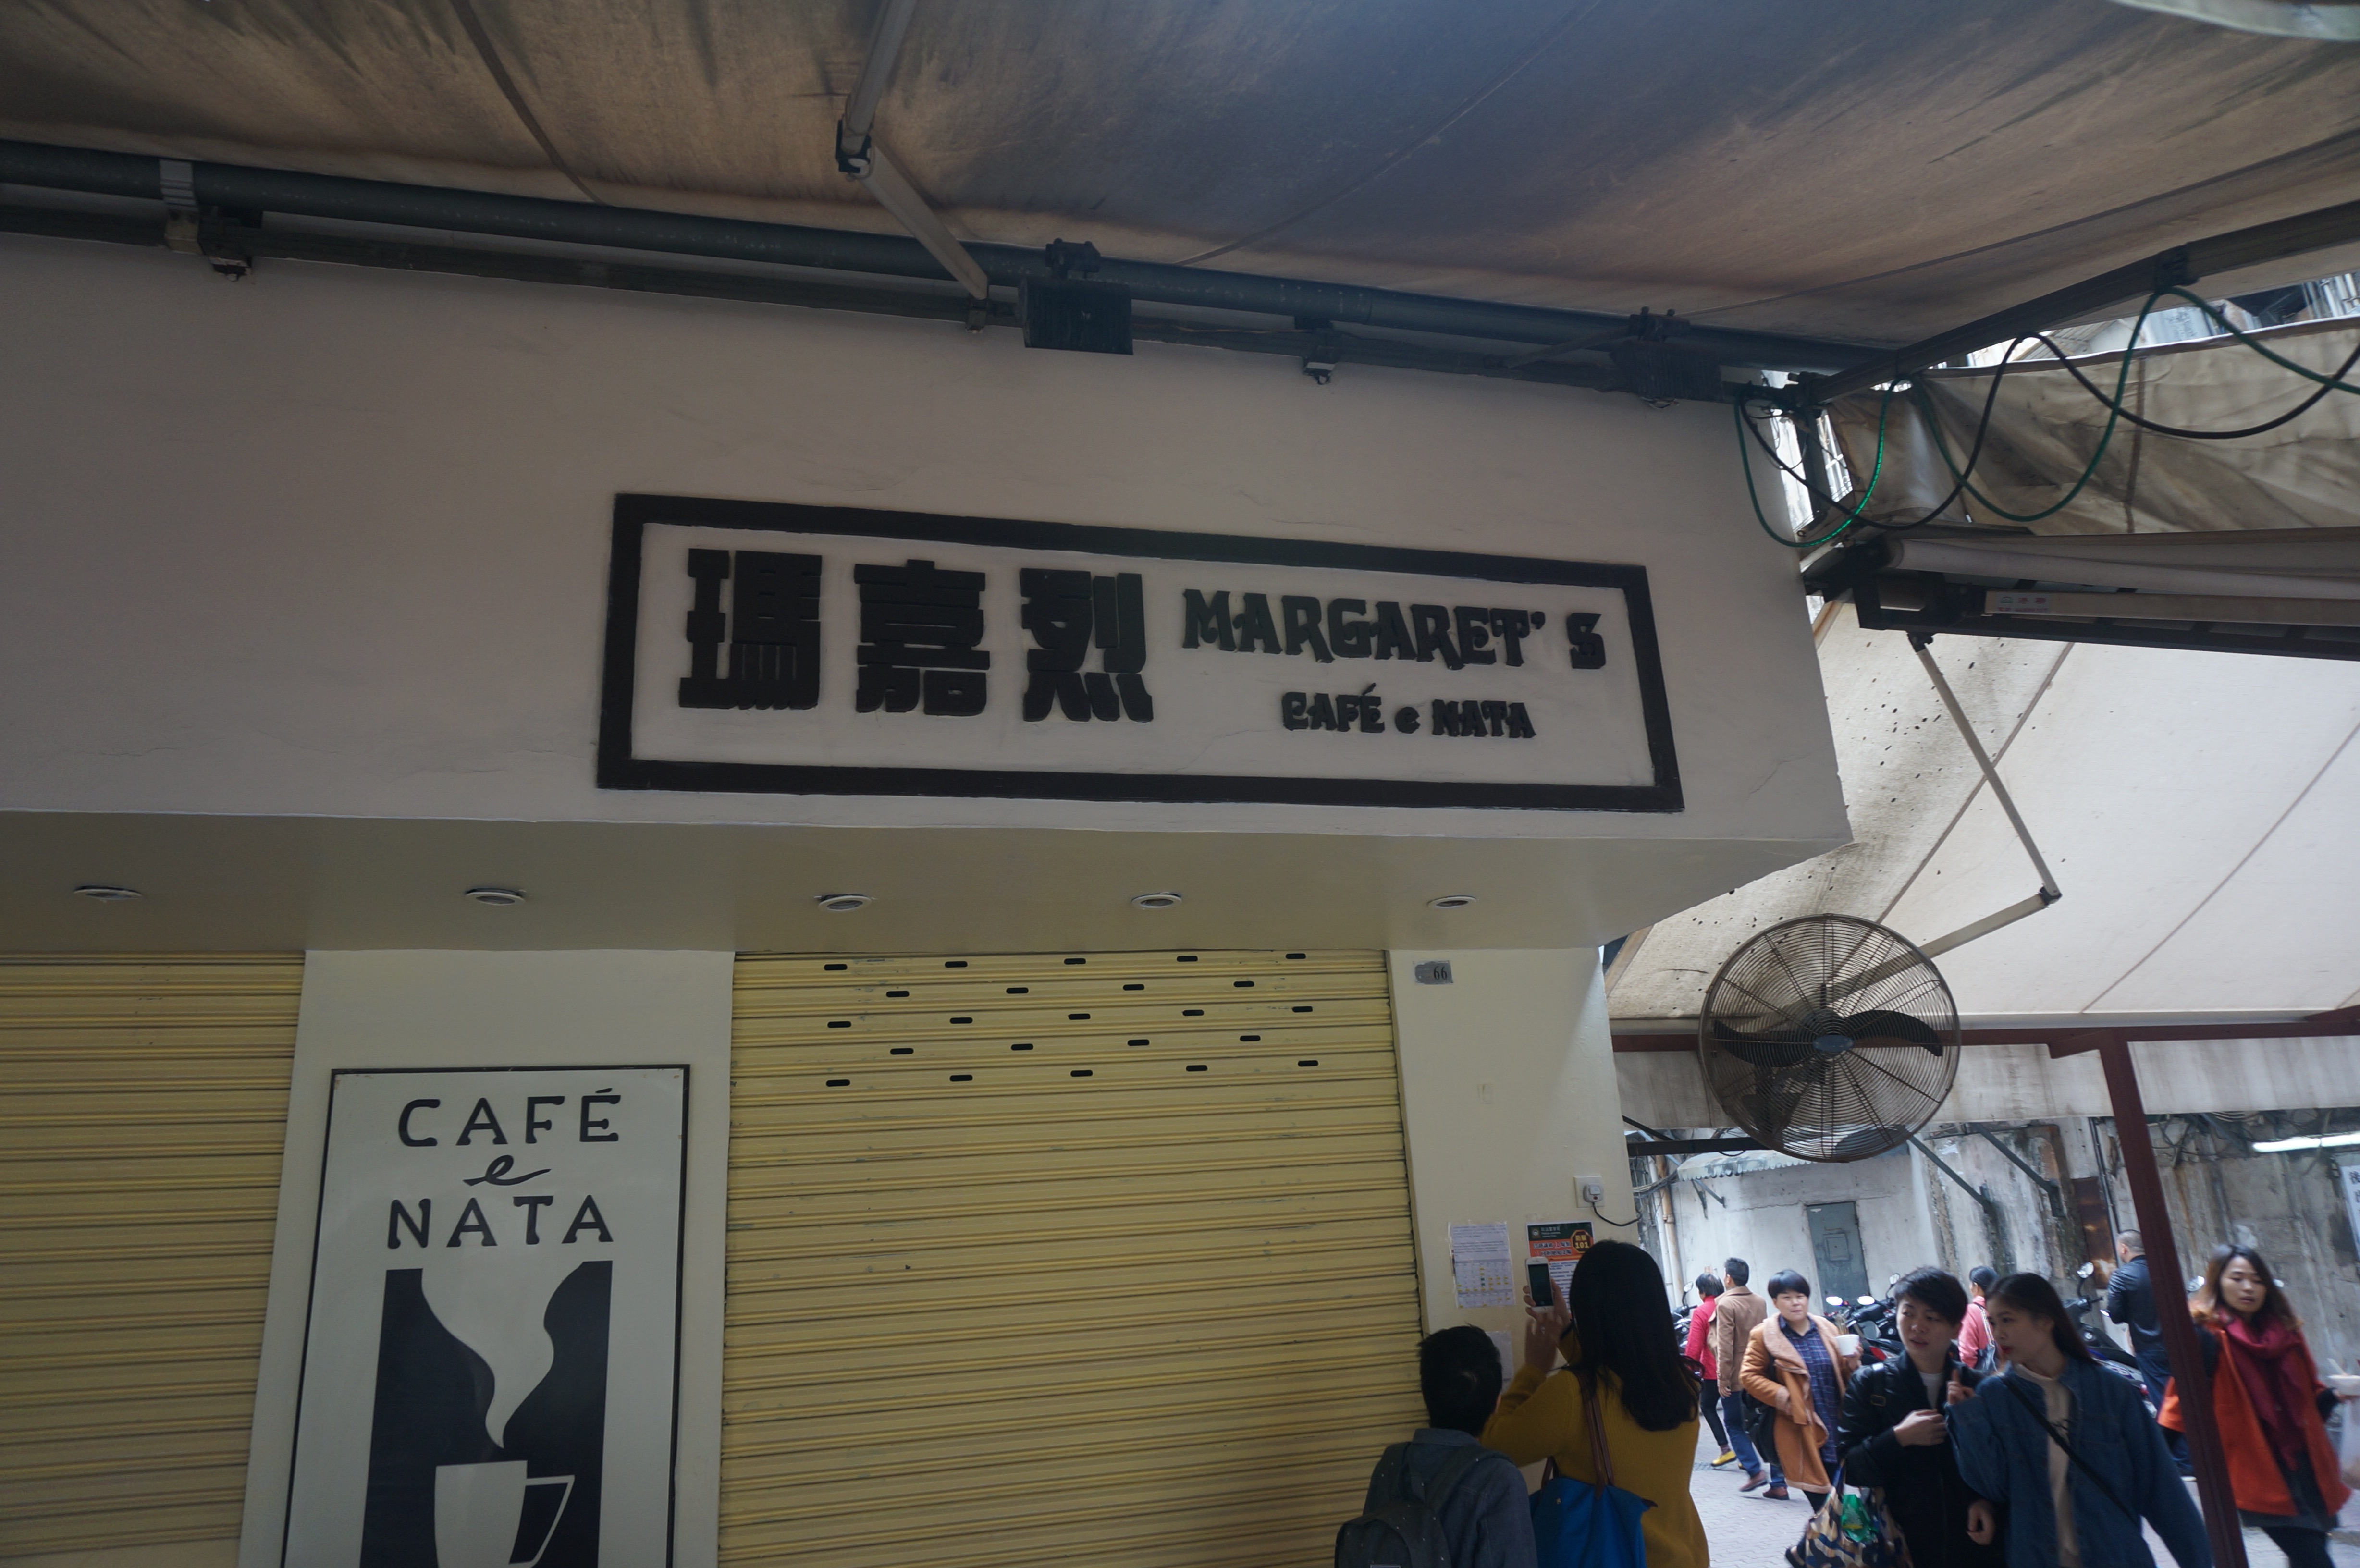 瑪嘉烈
MARGARET'S
CAFÉ e NATA
66
CAFÉ
e
NATA